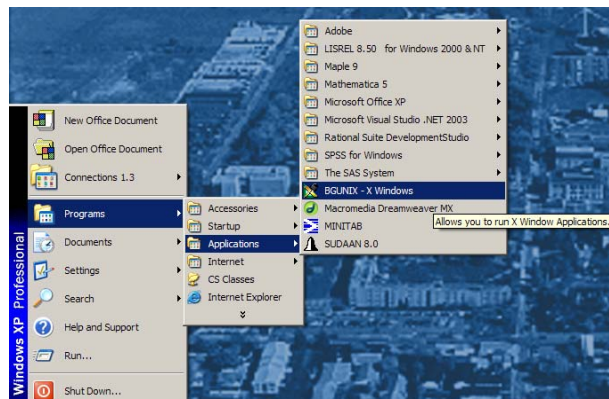 New Office Document
Open Office Document
Connections 1.3
Programs
Documents
Settings
Search
Help and Support
Run...
Shut Down...
Windows XP Professional
Accessories
Startup
Applications
Internet
CS Classes
Internet Explorer
Adobe
LISREL 8.50 for Windows 2000 & NT
Maple 9
Mathematica 5
Microsoft Office XP
Microsoft Visual Studio .NET 2003
Rational Suite DevelopmentStudio
SPSS for Windows
The SAS System
BGUNIX - X Windows
Macromedia Dreamweaver MX
MINITAB
SUDAAN 8.0
Allows you to run X Window Applications.